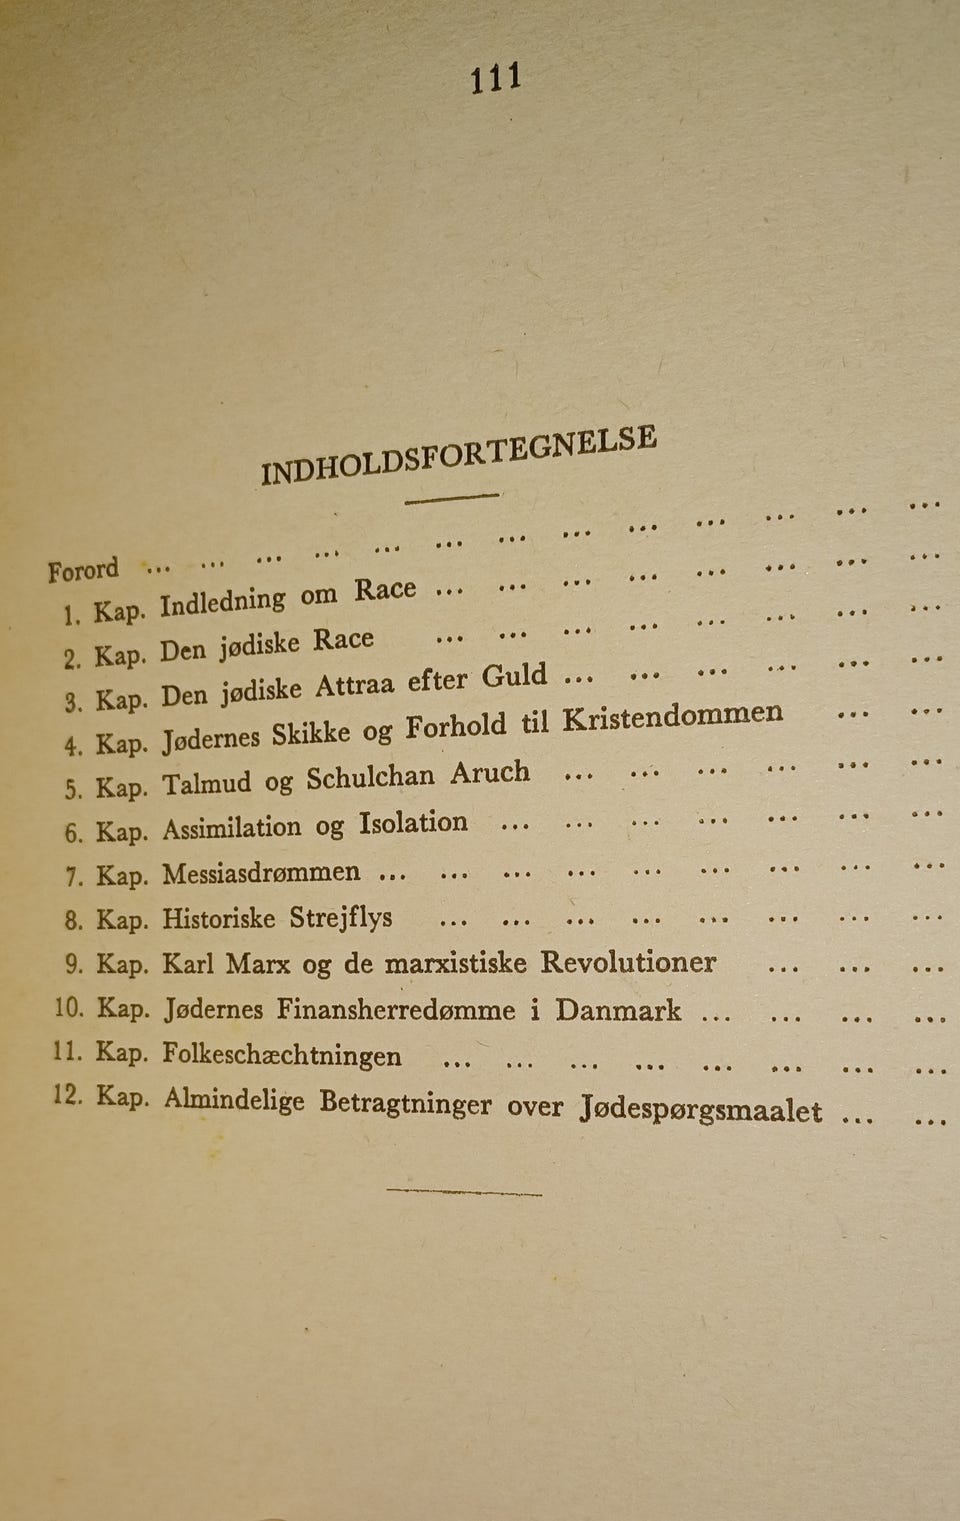 111
INDHOLDSFORTEGNELSE
Forord ... ... ... ... ... ... ... ... ... ... ... ... ...
1. Kap. Indledning om Race ... ... ... ... ... ... ... ...
2. Kap. Den jødiske Race ... ... ... ... ... ... ... ...
3. Kap. Den jødiske Attraa efter Guld ... ... ... ... ... ...
4. Kap. Jødernes Skikke og Forhold til Kristendommen ... ...
5. Kap. Talmud og Schulchan Aruch ... ... ... ... ... ...
6. Kap. Assimilation og Isolation ... ... ... ... ... ... ...
7. Kap. Messiasdrømmen ... ... ... ... ... ... ... ... ...
8. Kap. Historiske Strejflys ... ... ... ... ... ... ... ...
9. Kap. Karl Marx og de marxistiske Revolutioner ... ... ...
10. Kap. Jødernes Finansherredømme i Danmark ... ... ... ...
11. Kap. Folkeschæchtningen ... ... ... ... ... ... ... ...
12. Kap. Almindelige Betragtninger over Jødespørgsmaalet ... ...